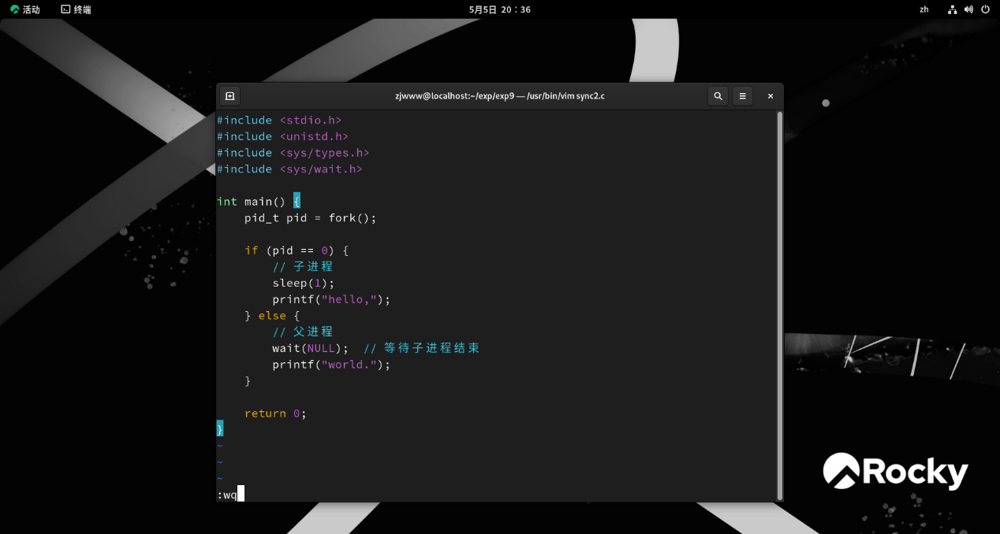 活动 终端 5月5日 20：36 zh
zjwww@localhost:~/exp/exp9 — /usr/bin/vim sync2.c
#include <stdio.h>
#include <unistd.h>
#include <sys/types.h>
#include <sys/wait.h>
int main() {
    pid_t pid = fork();
    if (pid == 0) {
        // 子进程
        sleep(1);
        printf("hello,");
    } else {
        // 父进程
        wait(NULL);  // 等待子进程结束
        printf("world.");
    }
    return 0;
}
~
~
~
:wq
Rocky